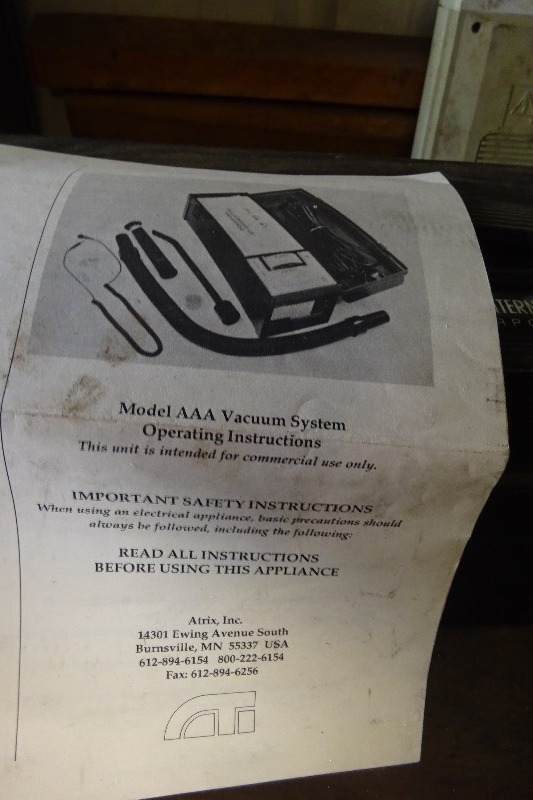 Model AAA Vacuum System
Operating Instructions
This unit is intended for commercial use only.
IMPORTANT SAFETY INSTRUCTIONS
When using an electrical appliance, basic precautions should
always be followed, including the following:
READ ALL INSTRUCTIONS
BEFORE USING THIS APPLIANCE
Atrix, Inc.
14301 Ewing Avenue South
Burnsville, MN 55337 USA
612-894-6154 800-222-6154
Fax: 612-894-6256